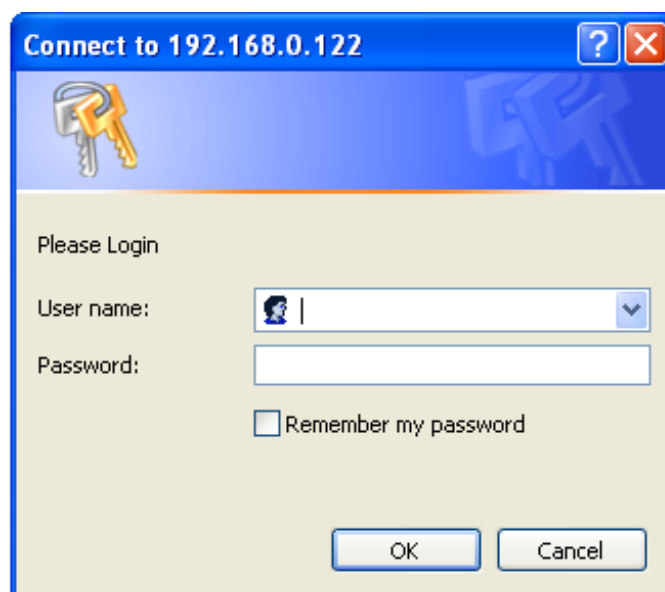 Connect to 192.168.0.122
Please Login
User name:
Password:
Remember my password
OK Cancel